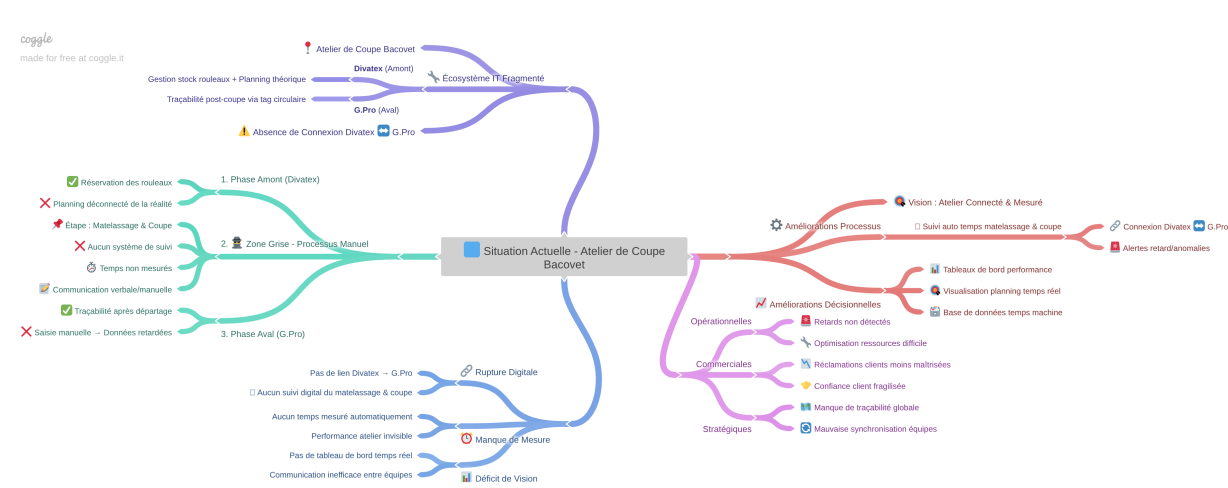 coggle
made for free at coggle.it
Atelier de Coupe Bacovet
Divatex (Amont)
Écosystème IT Fragmenté
Gestion stock rouleaux + Planning théorique
Traçabilité post-coupe via tag circulaire
G.Pro (Aval)
Absence de Connexion Divatex ↔️ G.Pro
1. Phase Amont (Divatex)
Réservation des rouleaux
Planning déconnecté de la réalité
Étape : Matelassage & Coupe
2. Zone Grise - Processus Manuel
Aucun système de suivi
Temps non mesurés
Communication verbale/manuelle
Traçabilité après départage
Saisie manuelle → Données retardées
3. Phase Aval (G.Pro)
Situation Actuelle - Atelier de Coupe
Bacovet
Pas de lien Divatex → G.Pro
Rupture Digitale
Aucun suivi digital du matelassage & coupe
Aucun temps mesuré automatiquement
Performance atelier invisible
Manque de Mesure
Pas de tableau de bord temps réel
Communication inefficace entre équipes
Déficit de Vision
Vision : Atelier Connecté & Mesuré
Améliorations Processus
Suivi auto temps matelassage & coupe
Connexion Divatex ↔️ G.Pro
Alertes retard/anomalies
Tableaux de bord performance
Visualisation planning temps réel
Améliorations Décisionnelles
Base de données temps machine
Opérationnelles
Retards non détectés
Optimisation ressources difficile
Commerciales
Réclamations clients moins maîtrisées
Confiance client fragilisée
Manque de traçabilité globale
Stratégiques
Mauvaise synchronisation équipes